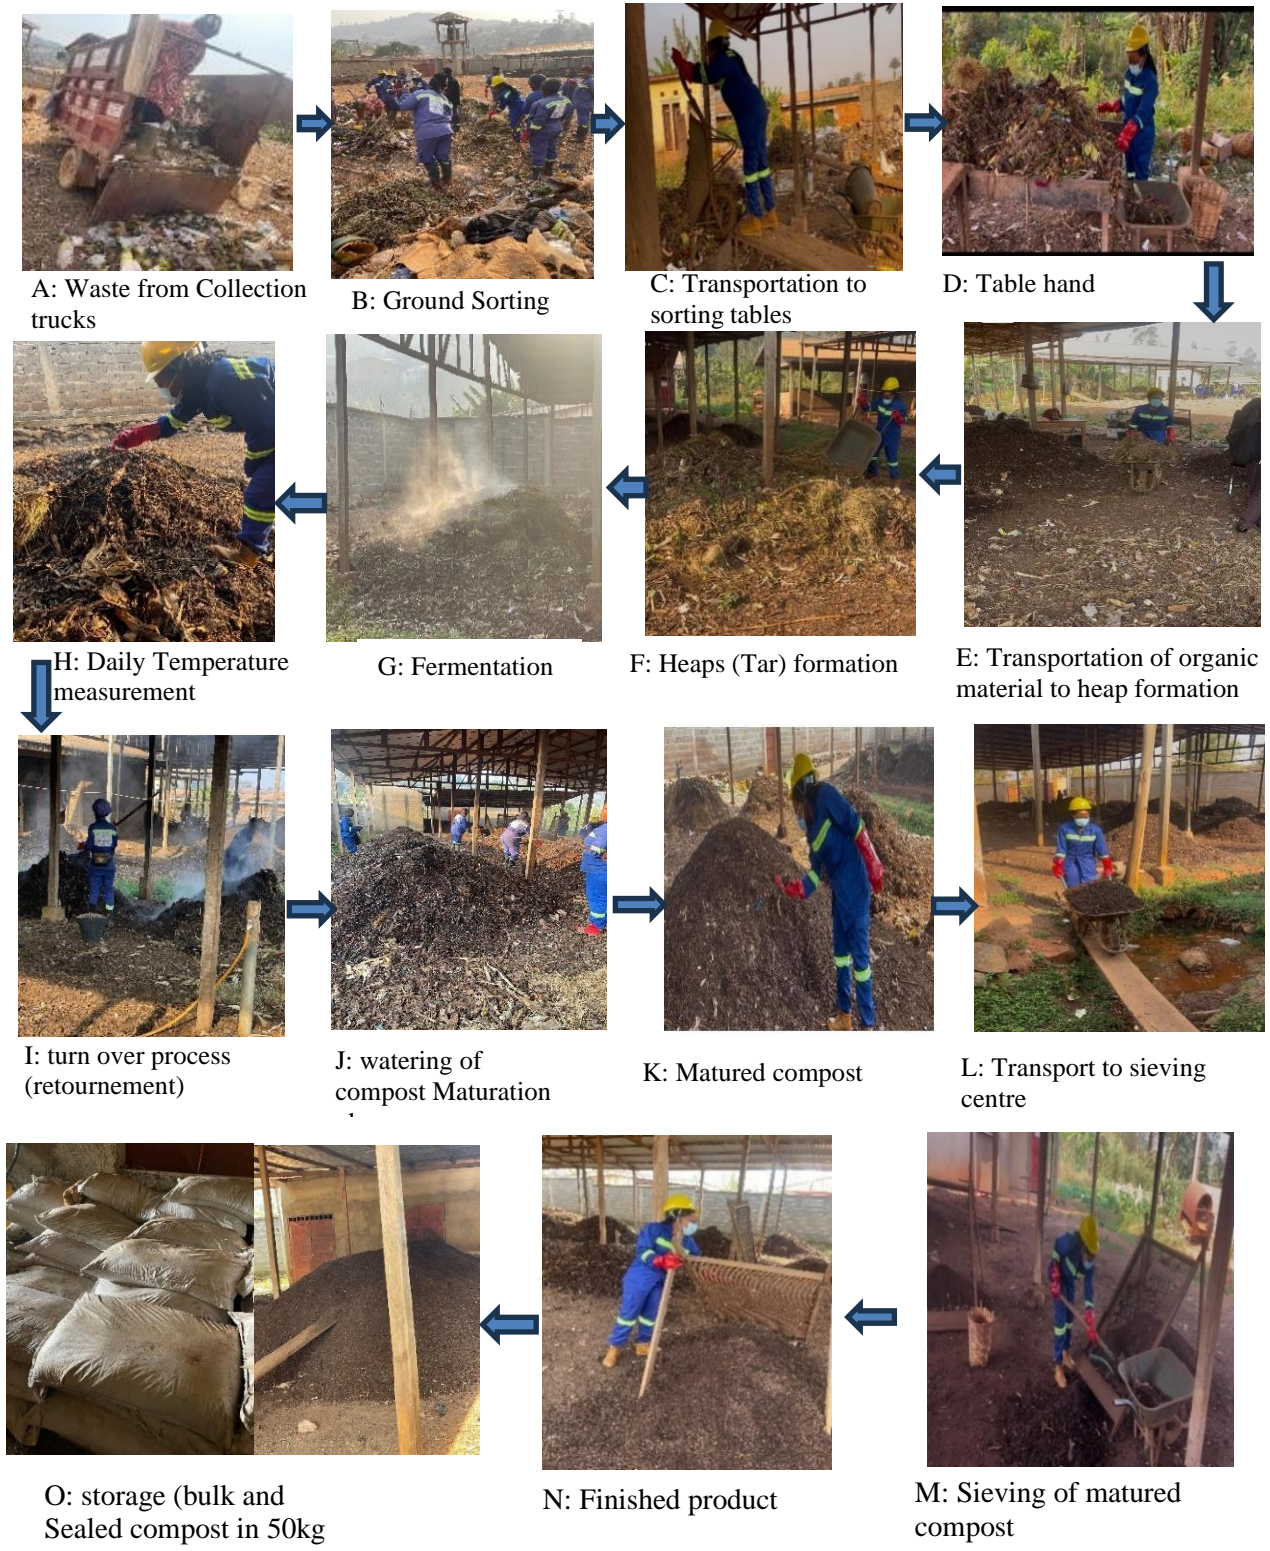 A: Waste from Collection
trucks
B: Ground Sorting
C: Transportation to
sorting tables
D: Table hand
H: Daily Temperature
measurement
G: Fermentation
F: Heaps (Tar) formation
E: Transportation of organic
material to heap formation
I: turn over process
(retournement)
J: watering of
compost Maturation
K: Matured compost
L: Transport to sieving
centre
O: storage (bulk and
Sealed compost in 50kg
N: Finished product
M: Sieving of matured
compost